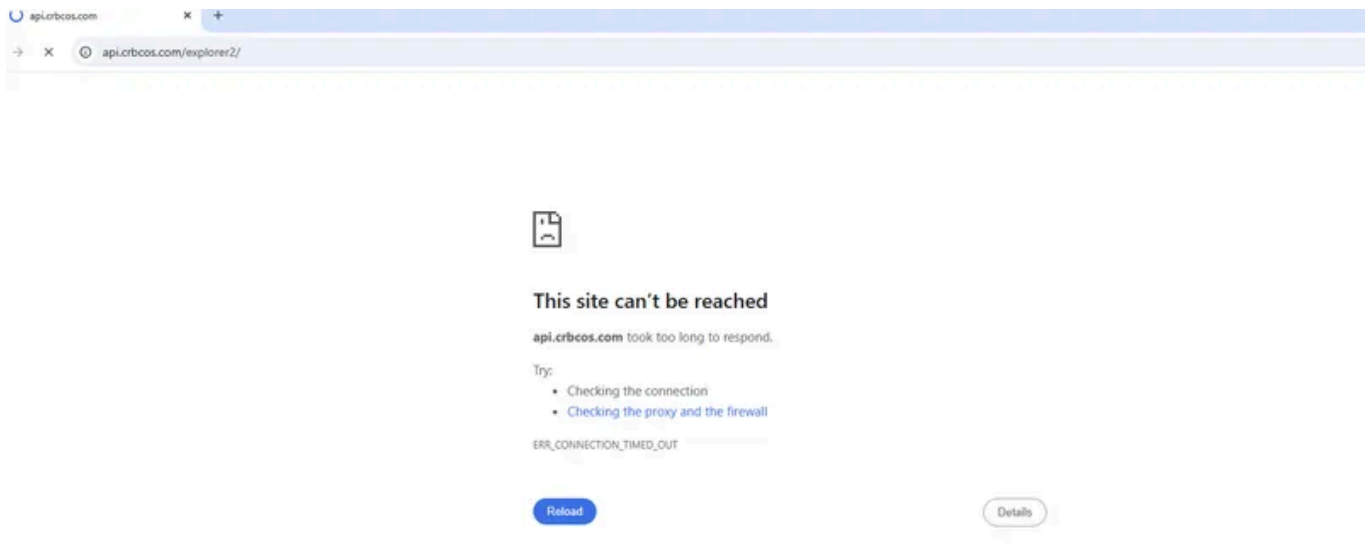 api.crbcos.com
api.crbcos.com/explorer2/
This site can't be reached
api.crbcos.com took too long to respond.
Try:
• Checking the connection
• Checking the proxy and the firewall
ERR_CONNECTION_TIMED_OUT
Reload
Details